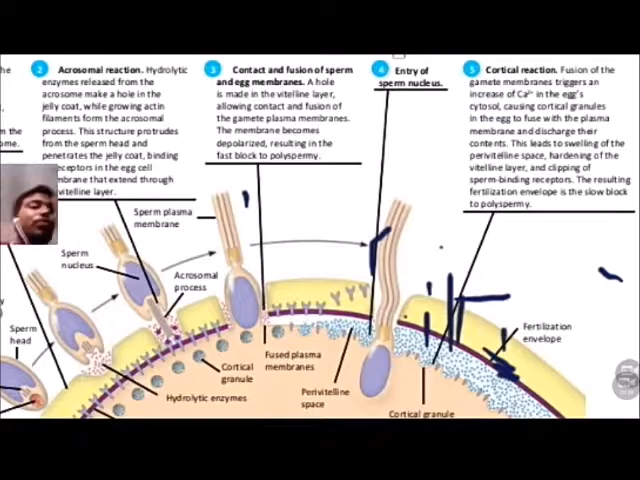 he
m the
ome.
2 Acrosomal reaction. Hydrolytic
enzymes released from the
acrosome make a hole in the
jelly coat, while growing actin
filaments form the acrosomal
process. This structure protrudes
from the sperm head and
penetrates the jelly coat, binding
receptors in the egg cell
mbrane that extend through
vitelline layer.
3 Contact and fusion of sperm
and egg membranes. A hole
is made in the vitelline layer,
allowing contact and fusion of
the gamete plasma membranes.
The membrane becomes
depolarized, resulting in the
fast block to polyspermy.
4 Entry of
sperm nucleus.
5 Cortical reaction. Fusion of the
gamete membranes triggers an
increase of Ca2+ in the egg's
cytosol, causing cortical granules
in the egg to fuse with the plasma
membrane and discharge their
contents. This leads to swelling of the
perivitelline space, hardening of the
vitelline layer, and clipping of
sperm-binding receptors. The resulting
fertilization envelope is the slow block
to polyspermy.
Sperm plasma
membrane
Sperm
nucleus
Acrosomal
process
y
Sperm
head
Fertilization
envelope
Fused plasma
membranes
Cortical
granule
Perivitelline
space
Hydrolytic enzymes
Cortical granule